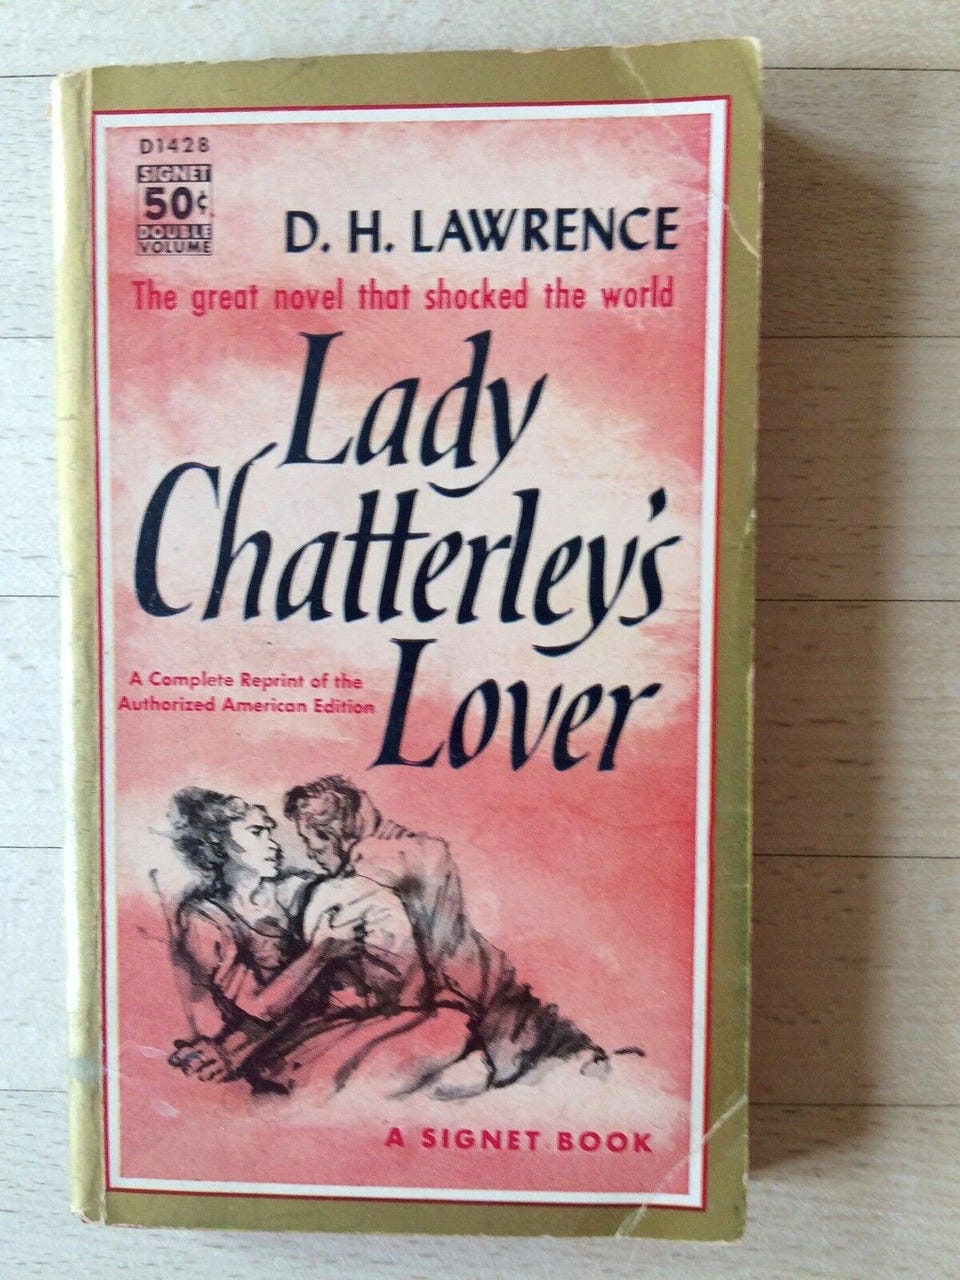 D1428
SIGNET
50¢
DOUBLE
VOLUME
D. H. LAWRENCE
The great novel that shocked the world
Lady
Chatterley's
Lover
A Complete Reprint of the
Authorized American Edition
A SIGNET BOOK